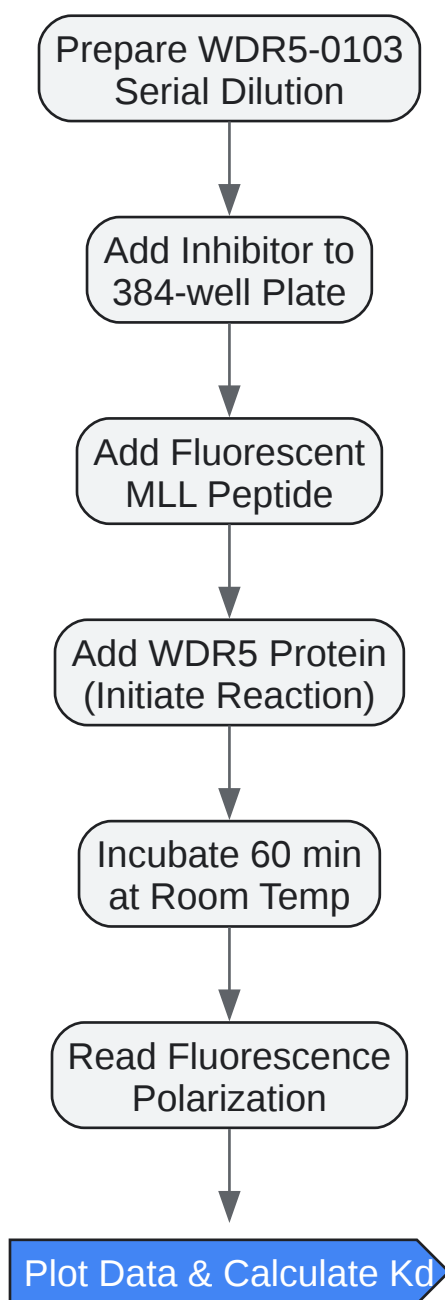 Prepare WDR5-0103
Serial Dilution
Add Inhibitor to
384-well Plate
Add Fluorescent
MLL Peptide
Add WDR5 Protein
(Initiate Reaction)
Incubate 60 min
at Room Temp
Read Fluorescence
Polarization
Plot Data & Calculate Kd